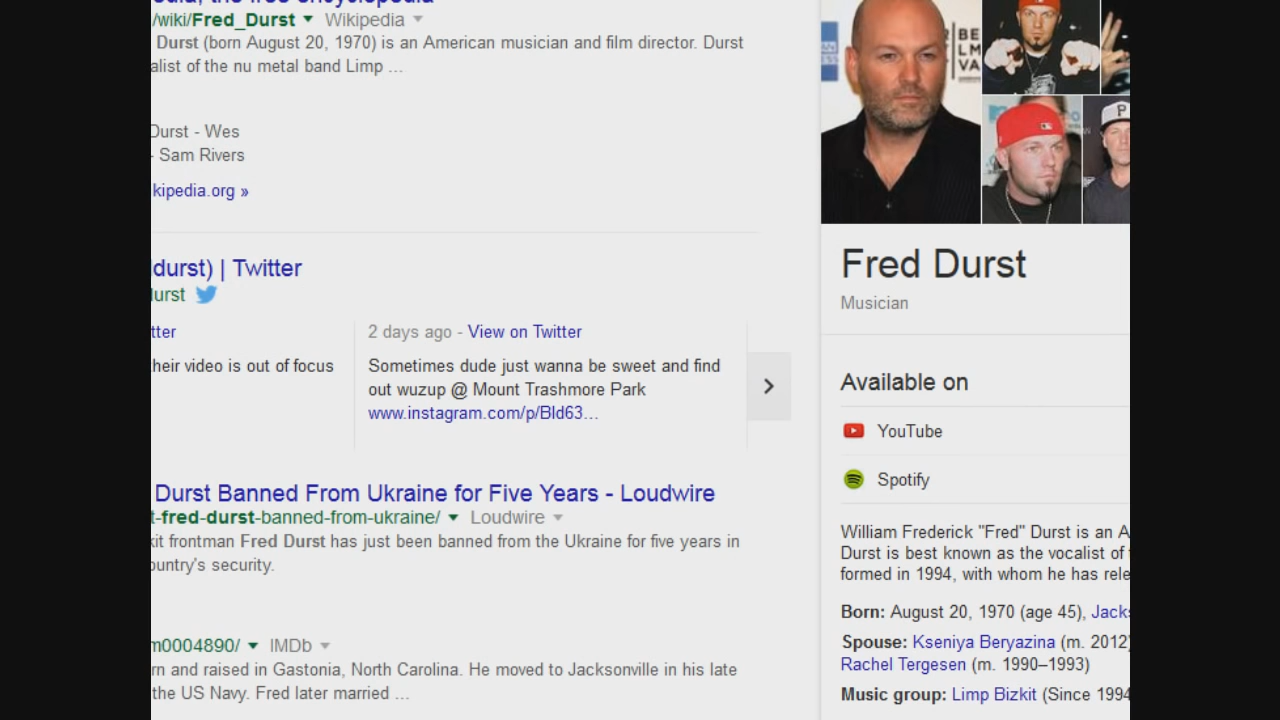 edia, the free encyclopedia
/wiki/Fred_Durst Wikipedia
Durst (born August 20, 1970) is an American musician and film director. Durst
alist of the nu metal band Limp ...
Durst - Wes
- Sam Rivers
kipedia.org »
durst) | Twitter
durst
tter
heir video is out of focus
2 days ago - View on Twitter
Sometimes dude just wanna be sweet and find
out wuzup @ Mount Trashmore Park
www.instagram.com/p/BId63...
Durst Banned From Ukraine for Five Years - Loudwire
t-fred-durst-banned-from-ukraine/ Loudwire
kit frontman Fred Durst has just been banned from the Ukraine for five years in
ountry's security.
m0004890/ IMDb
rn and raised in Gastonia, North Carolina. He moved to Jacksonville in his late
the US Navy. Fred later married ...
Fred Durst
Musician
Available on
YouTube
Spotify
William Frederick "Fred" Durst is an A
Durst is best known as the vocalist of
formed in 1994, with whom he has rele
Born: August 20, 1970 (age 45), Jacks
Spouse: Kseniya Beryazina (m. 2012)
Rachel Tergesen (m. 1990–1993)
Music group: Limp Bizkit (Since 1994